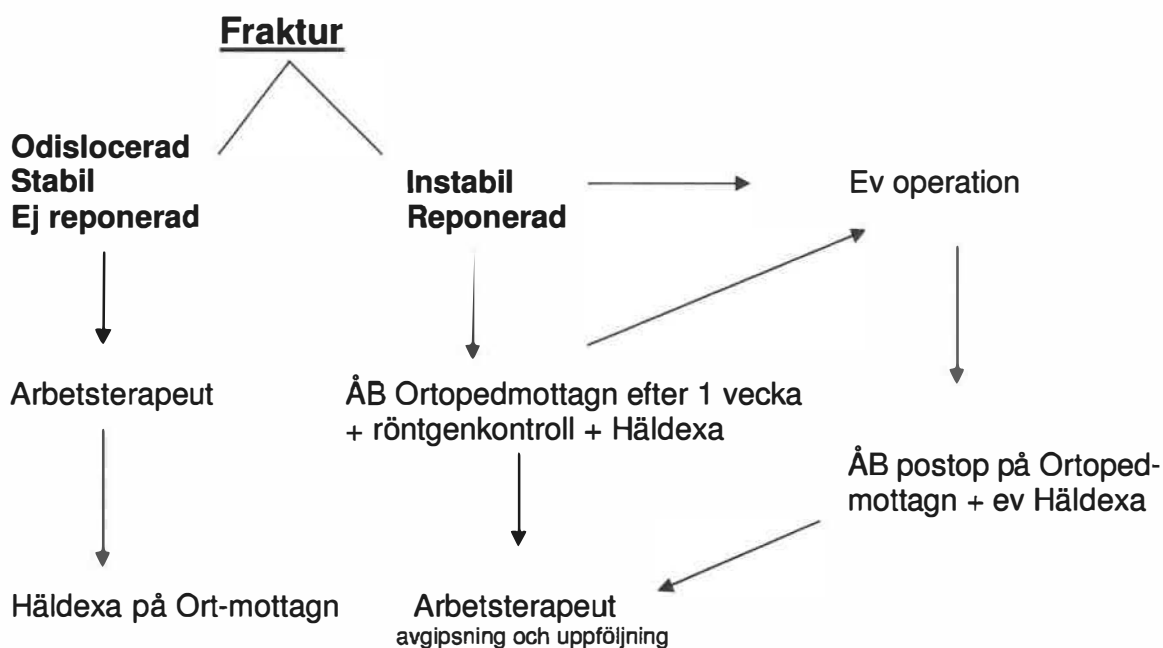 Fraktur
Odislocerad
Stabil
Ej reponerad
Instabil
Reponerad
Ev operation
Arbetsterapeut
ÅB Ortopedmottagn efter 1 vecka
+ röntgenkontroll + Häldexa
ÅB postop på Ortoped-
mottagn + ev Häldexa
Häldexa på Ort-mottagn
Arbetsterapeut
avgipsning och uppföljning